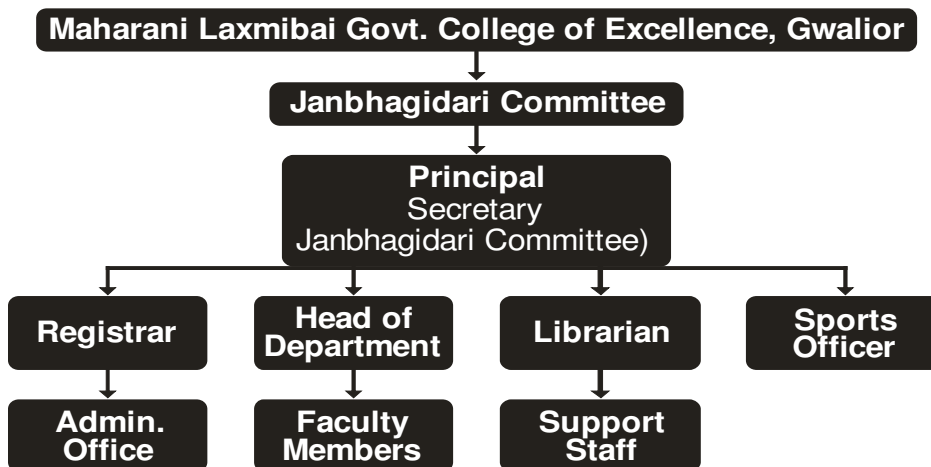 Maharani Laxmibai Govt. College of Excellence, Gwalior
Janbhagidari Committee
Principal
Secretary
Janbhagidari Committee)
Registrar
Head of
Department
Librarian
Sports
Officer
Admin.
Office
Faculty
Members
Support
Staff